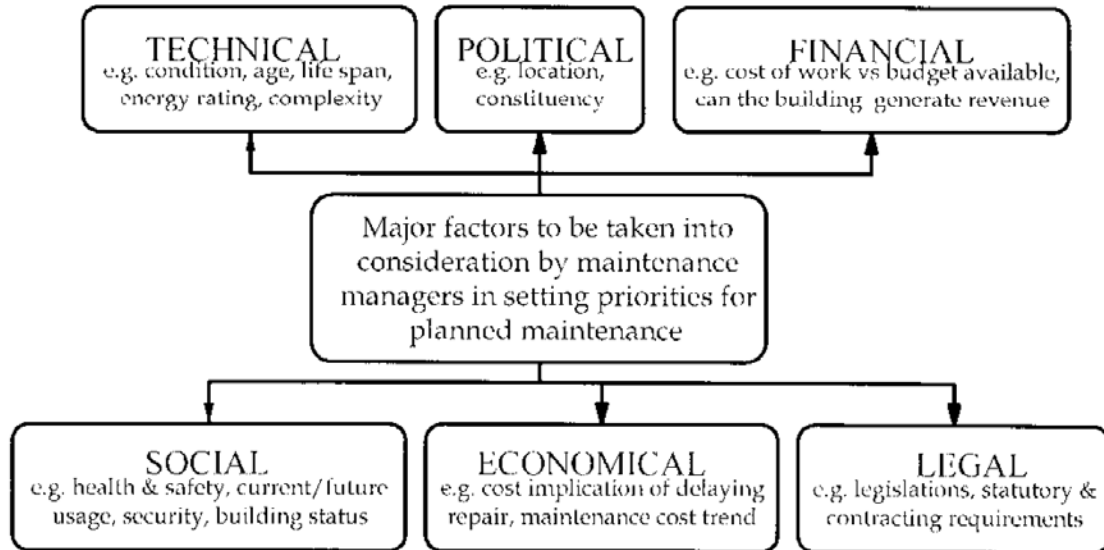 TECHNICAL
e.g. condition, age, life span,
energy rating, complexity
POLITICAL
e.g. location,
constituency
FINANCIAL
e.g. cost of work vs budget available,
can the building generate revenue
Major factors to be taken into
consideration by maintenance
managers in setting priorities for
planned maintenance
SOCIAL
e.g. health & safety, current/future
usage, security, building status
ECONOMICAL
e.g. cost implication of delaying
repair, maintenance cost trend
LEGAL
e.g. legislations, statutory &
contracting requirements